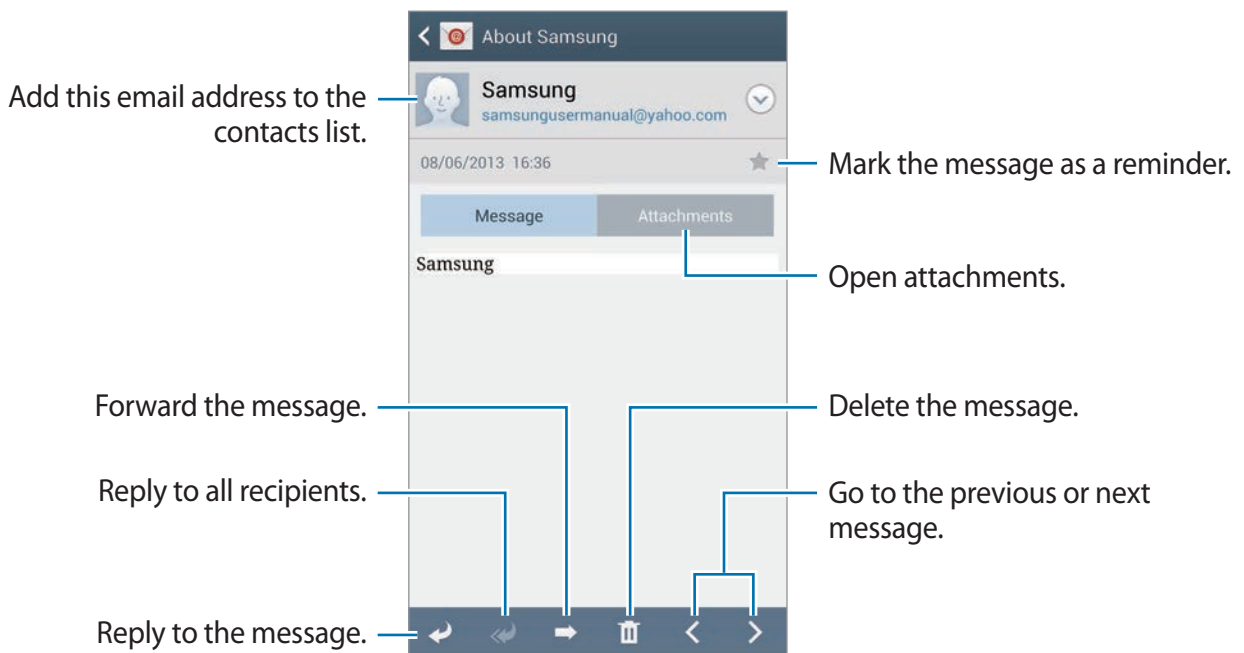 About Samsung
Add this email address to the
contacts list.
Samsung
samsungusermanual@yahoo.com
08/06/2013 16:36
Mark the message as a reminder.
Message
Attachments
Samsung
Open attachments.
Forward the message.
Delete the message.
Reply to all recipients.
Go to the previous or next
message.
Reply to the message.